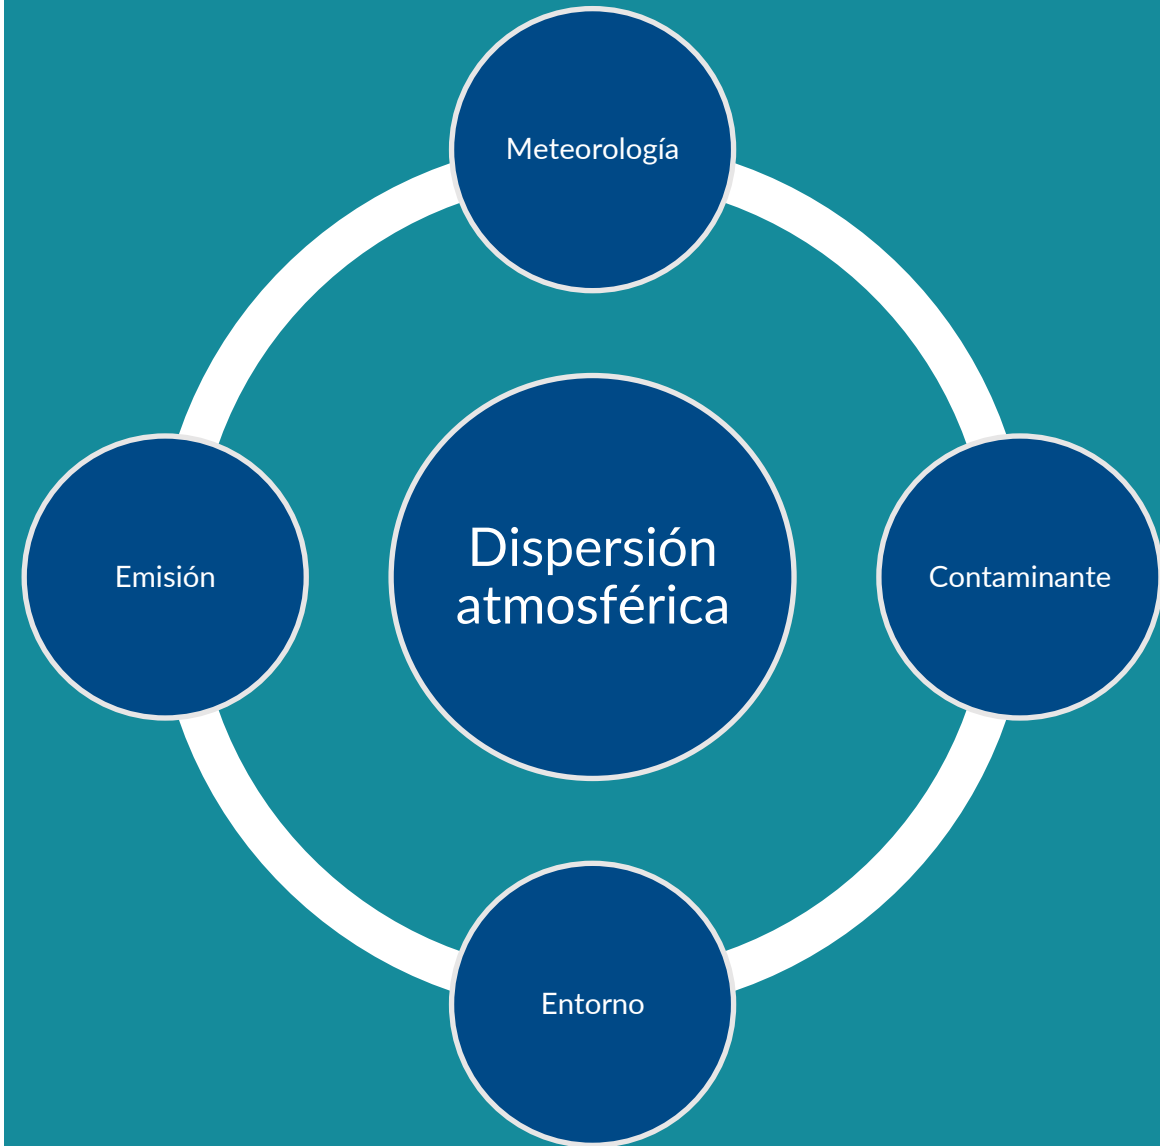 Meteorología
Emisión
Dispersión
atmosférica
Contaminante
Entorno